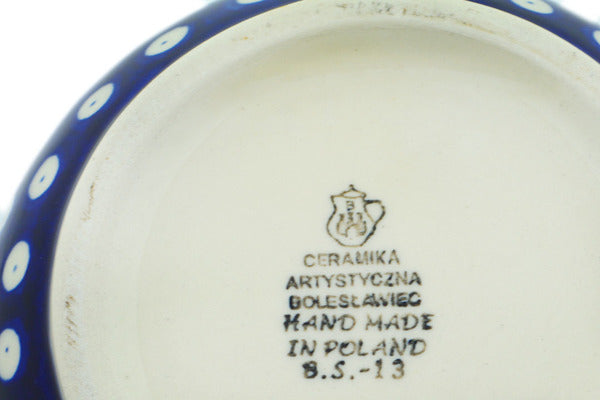 B
CERAMIKA
ARTYSTYCZNA
BOLESŁAWIEC
HAND MADE
IN POLAND
B.S.-13